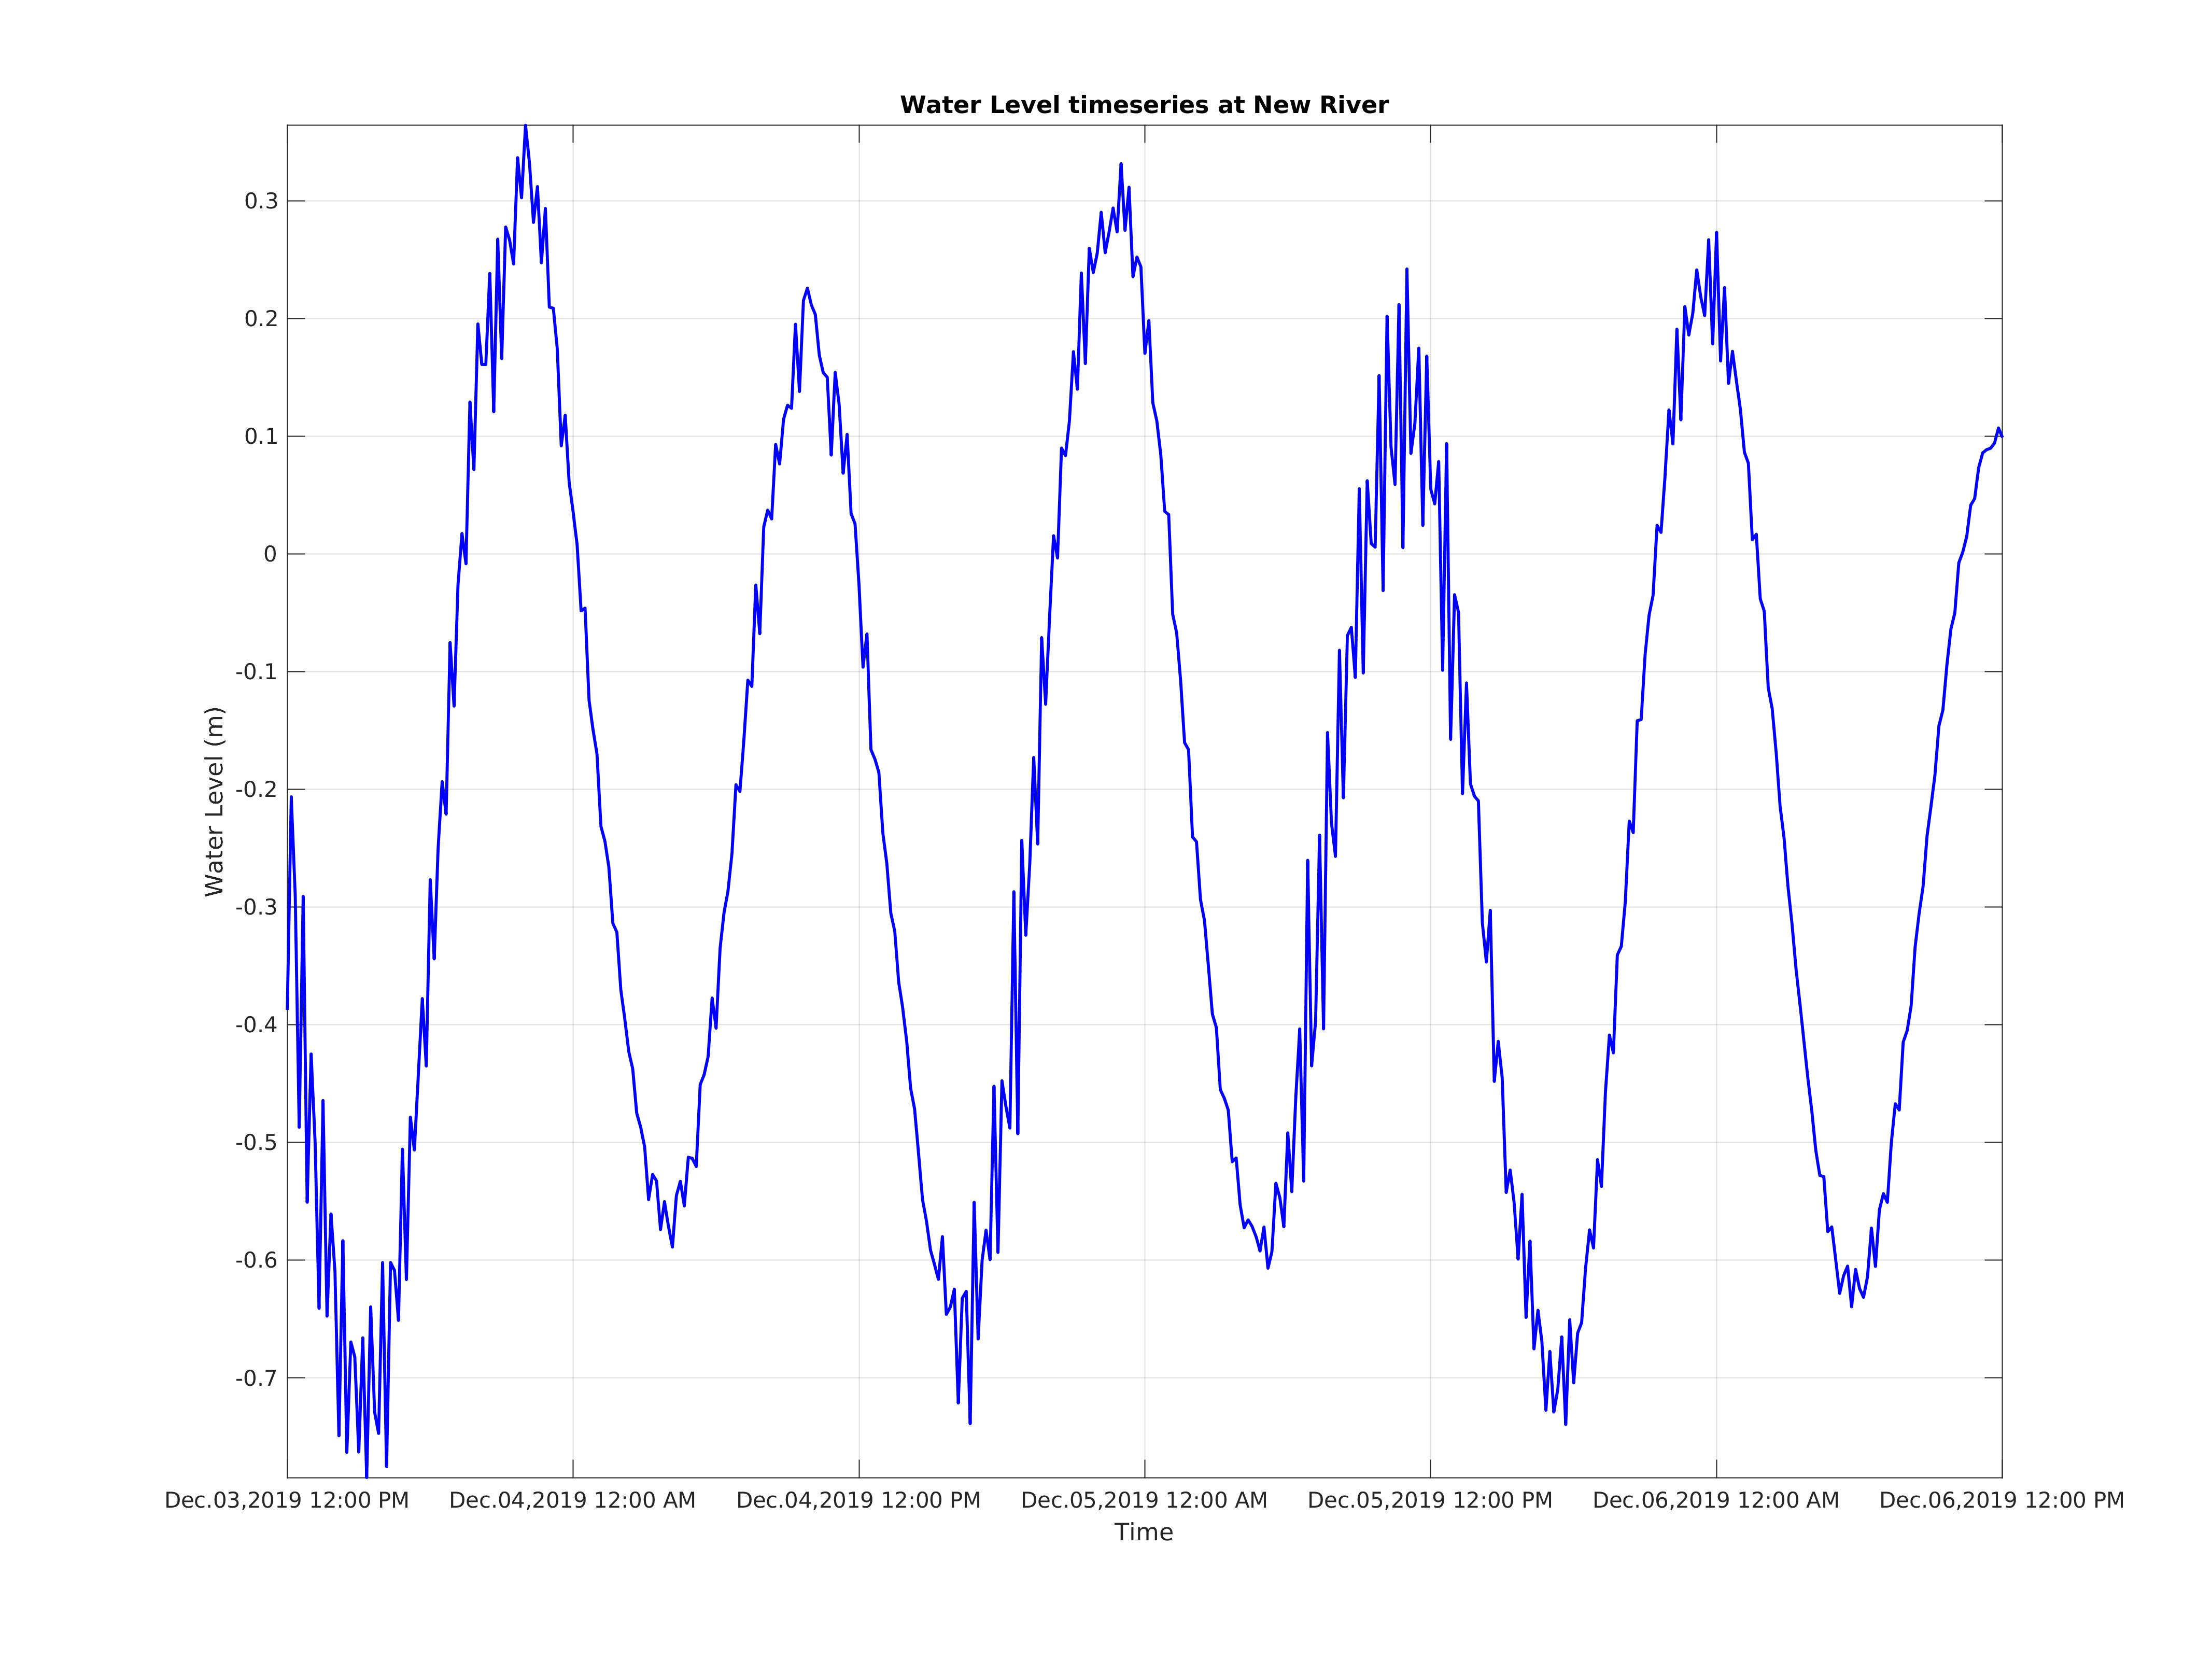 Water Level timeseries at New River
0.3
0.2
0.1
0
-0.1
-0.2
-0.3
-0.4
-0.5
-0.6
-0.7
Water Level (m)
Dec.03,2019 12:00 PM Dec.04,2019 12:00 AM Dec.04,2019 12:00 PM Dec.05,2019 12:00 AM Dec.05,2019 12:00 PM Dec.06,2019 12:00 AM Dec.06,2019 12:00 PM
Time